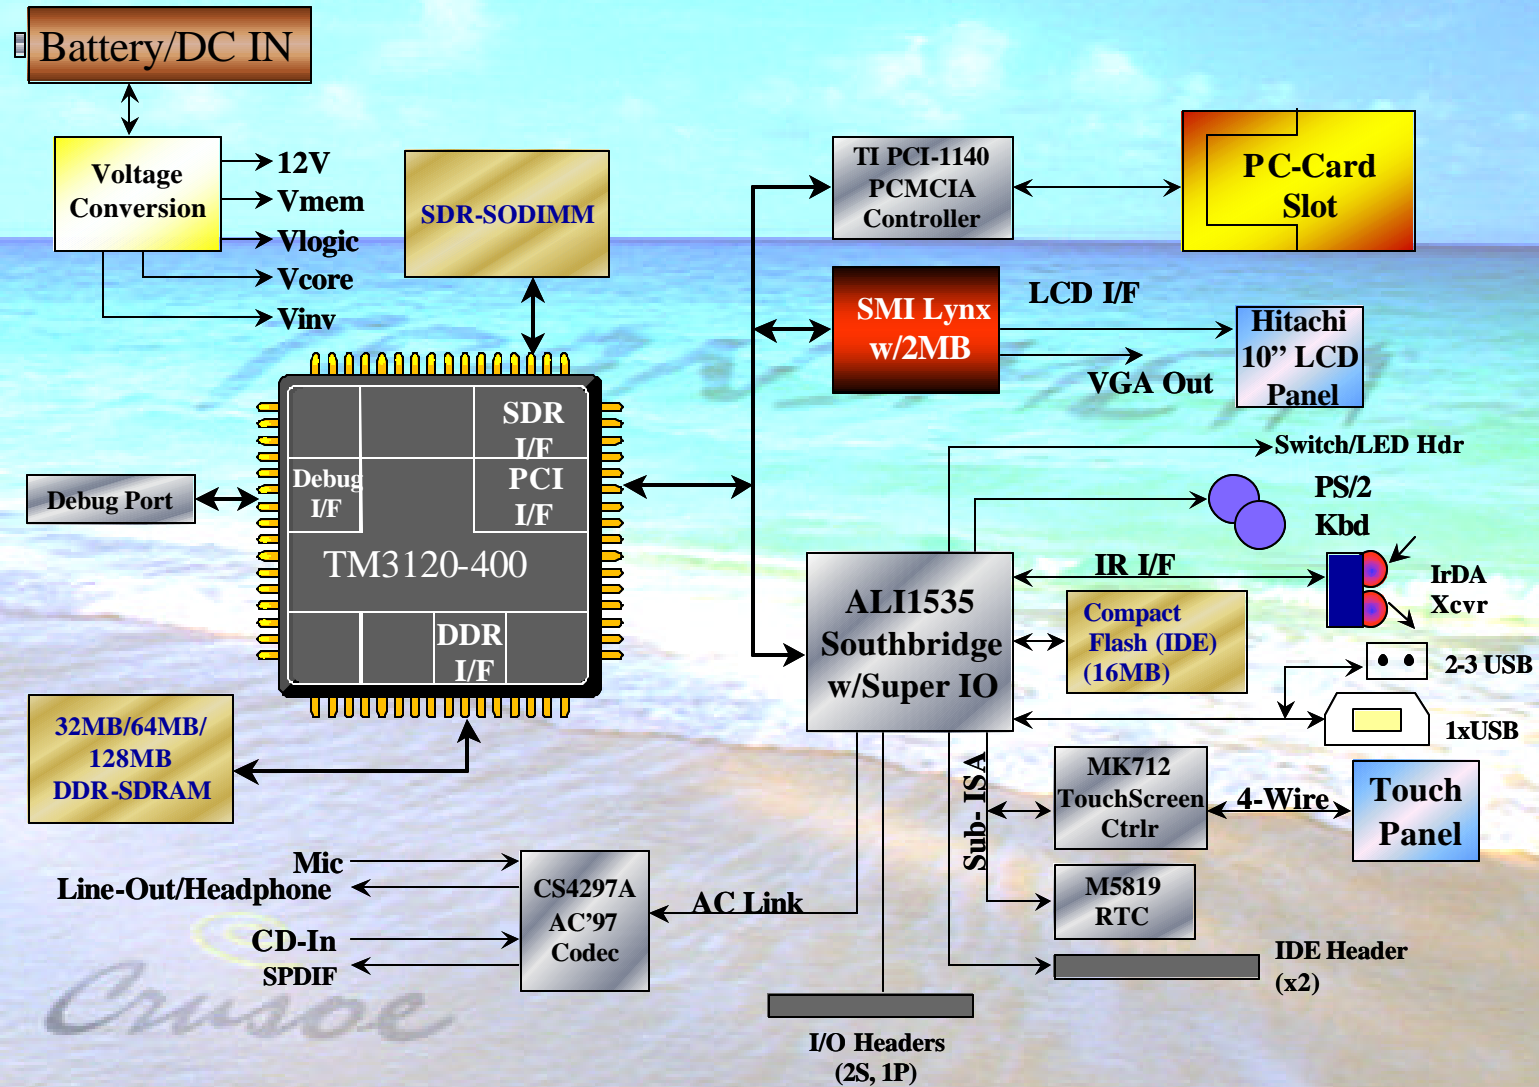 Battery/DC IN
Voltage
Conversion
12V
Vmem
Vlogic
Vcore
Vinv
SDR-SODIMM
TI PCI-1140
PCMCIA
Controller
PC-Card
Slot
SMI Lynx
w/2MB
LCD I/F
VGA Out
Hitachi
10” LCD
Panel
SDR
I/F
Debug
I/F
PCI
I/F
TM3120-400
DDR
I/F
Debug Port
32MB/64MB/
128MB
DDR-SDRAM
Switch/LED Hdr
PS/2
Kbd
ALI1535
Southbridge
w/Super IO
IR I/F
IrDA
Xcvr
Compact
Flash (IDE)
(16MB)
2-3 USB
1xUSB
Sub- ISA
MK712
TouchScreen
Ctrlr
4-Wire
Touch
Panel
M5819
RTC
Mic
Line-Out/Headphone
CD-In
SPDIF
CS4297A
AC’97
Codec
AC Link
IDE Header
(x2)
I/O Headers
(2S, 1P)
Crusoe